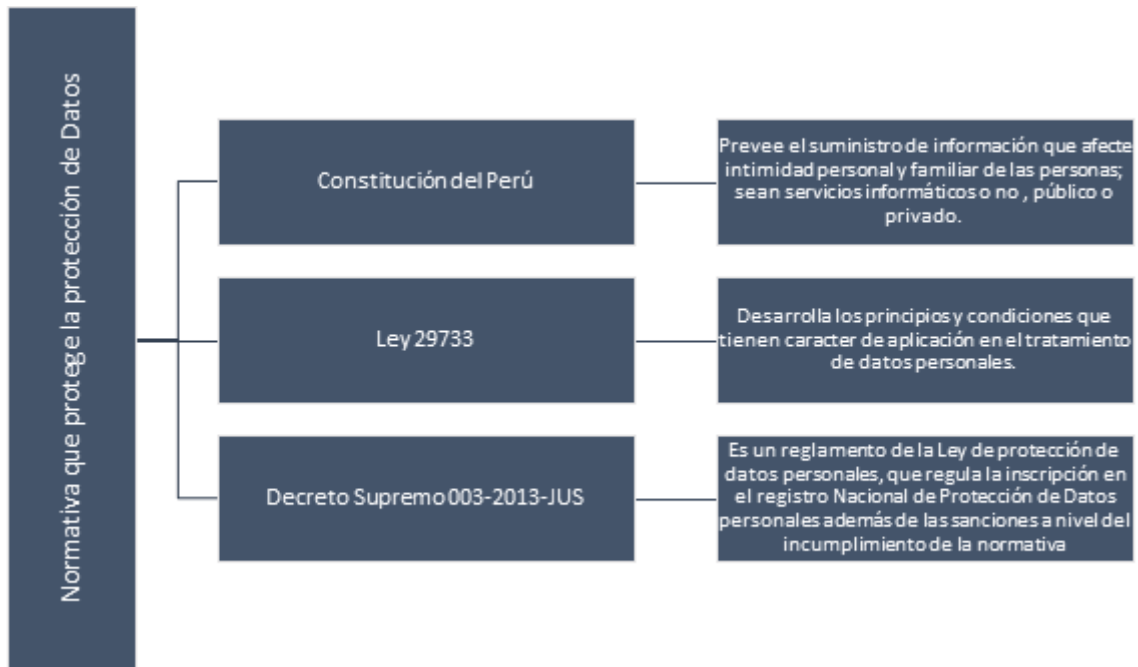 Normativa que protege la protección de Datos
Constitución del Perú
Prevee el suministro de información que afecte
intimidad personal y familiar de las personas;
sean servicios informáticos o no , público o
privado.
Ley 29733
Desarrolla los principios y condiciones que
tienen caracter de aplicación en el tratamiento
de datos personales.
Decreto Supremo 003-2013-JUS
Es un reglamento de la Ley de protección de
datos personales, que regula la inscripción en
el registro Nacional de Protección de Datos
personales además de las sanciones a nivel del
incumplimiento de la normativa